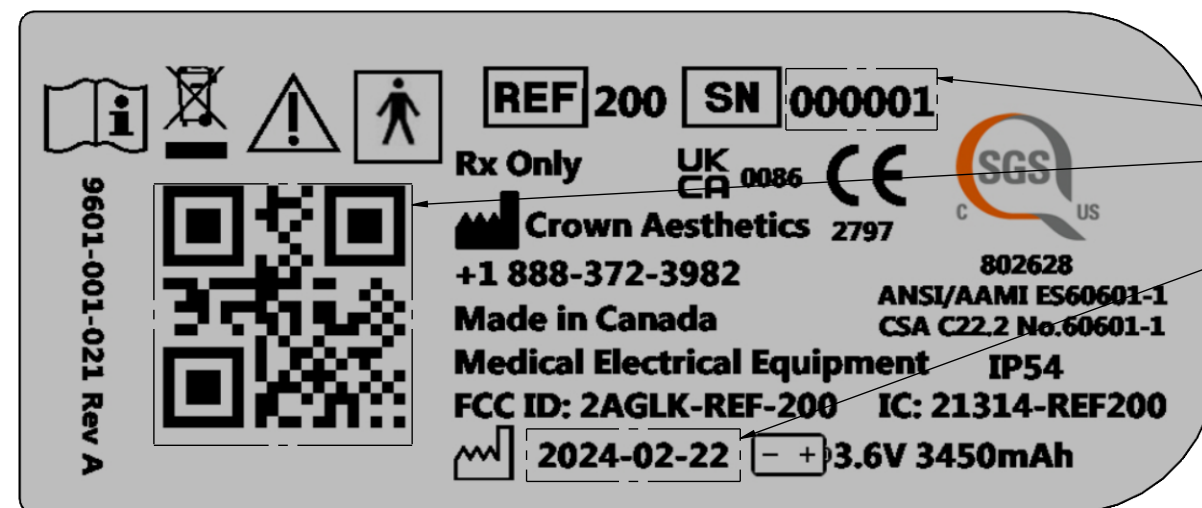 REF 200 SN 000001
Rx Only
UK
CA 0086
CE
2797
SGS
C US
Crown Aesthetics
+1 888-372-3982
802628
ANSI/AAMI ES60601-1
CSA C22.2 No.60601-1
Made in Canada
Medical Electrical Equipment
IP54
FCC ID: 2AGLK-REF-200
IC: 21314-REF200
2024-02-22
- +
3.6V 3450mAh
9601-001-021 Rev A